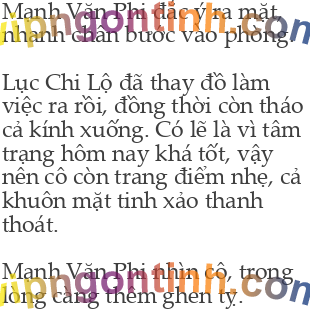 Mạnh Văn Phi đắc ý ra mặt,
nhanh chân bước vào phòng.
Lục Chi Lộ đã thay đồ làm
việc ra rồi, đồng thời còn tháo
cả kính xuống. Có lẽ là vì tâm
trạng hôm nay khá tốt, vậy
nên cô còn trang điểm nhẹ, cả
khuôn mặt tinh xảo thanh
thoát.
Mạnh Văn Phi nhìn cô, trong
lòng càng thêm ghen tỵ.